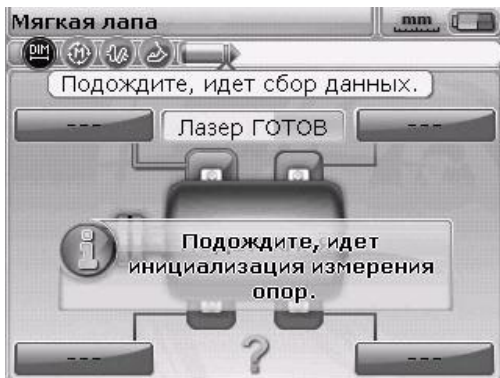 Мягкая лапа
mm
DIM
M
Подождите, идет сбор данных.
---
Лазер ГОТОВ
---
i
Подождите, идет
инициализация измерения
опор.
---
?
---